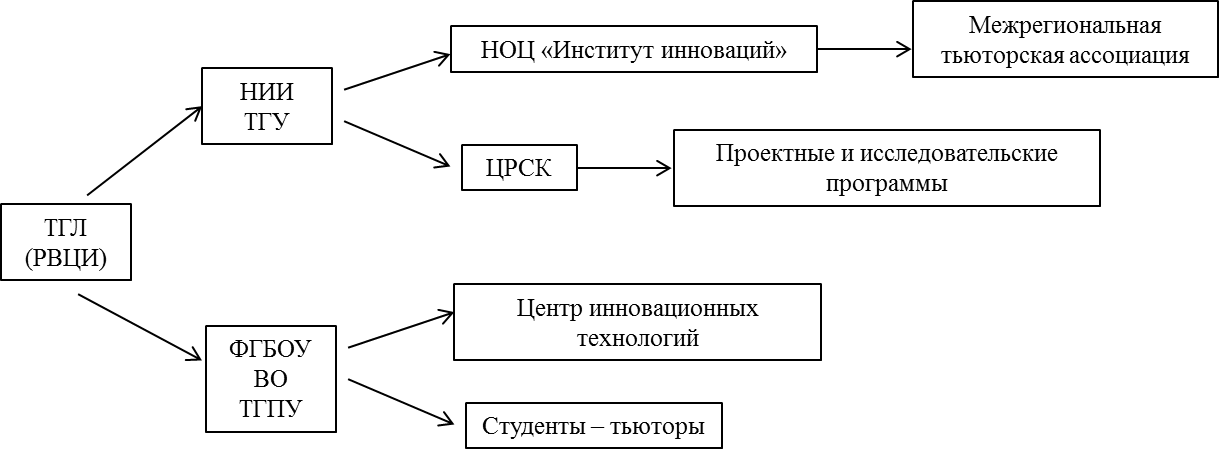 НОЦ «Институт инноваций»
Межрегиональная
тьюторская ассоциация
НИИ
ТГУ
ЦРСК
Проектные и исследовательские
программы
ТГЛ
(РВЦИ)
Центр инновационных
технологий
ФГБОУ
ВО
ТГПУ
Студенты – тьюторы